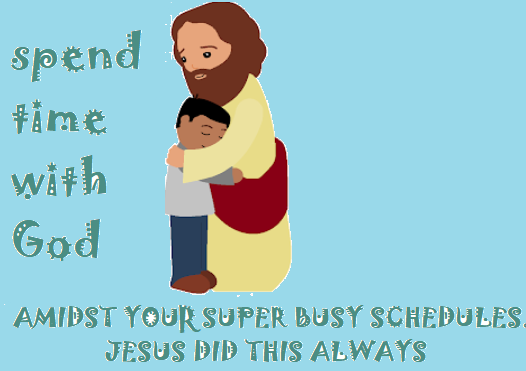 spend
time
with
God
AMIDST YOUR SUPER BUSY SCHEDULES.
JESUS DID THIS ALWAYS